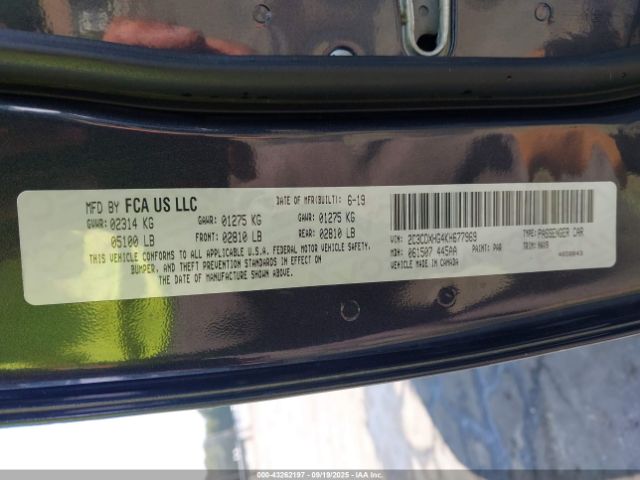 MFD BY FCA US LLC DATE OF MFR(BUILT): 6-19
GVWR: 02314 KG GAWR: 01275 KG GAWR: 01275 KG
05100 LB FRONT: 02810 LB REAR: 02810 LB
THIS VEHICLE CONFORMS TO ALL APPLICABLE U.S.A. FEDERAL MOTOR VEHICLE SAFETY,
BUMPER, AND THEFT PREVENTION STANDARDS IN EFFECT ON
THE DATE OF MANUFACTURE SHOWN ABOVE.
VIN: 2C3CDXHG4KH677969 TYPE: PASSENGER CAR
MDH: 061507 445AA PAINT: TRIM:
VEHICLE MADE IN CANADA
000-43262197 - 09/19/2025 -